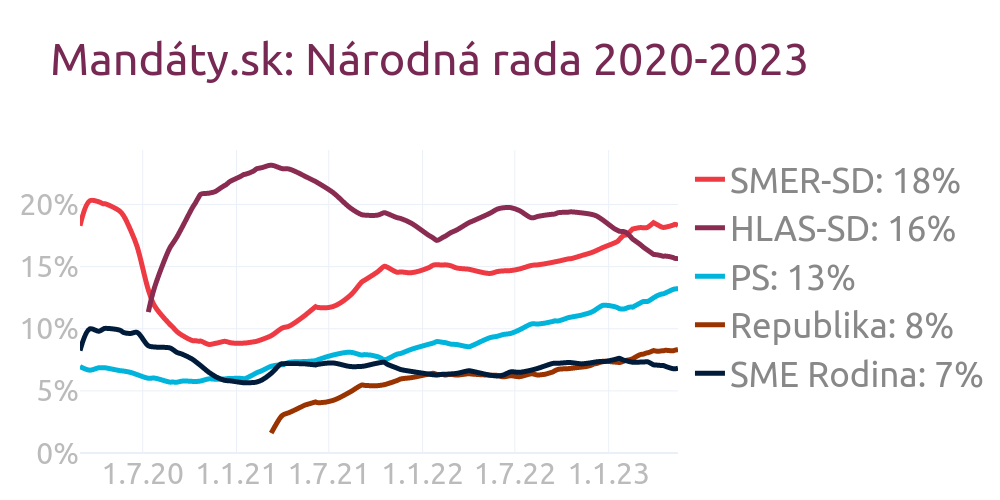 Mandáty.sk: Národná rada 2020-2023
20%
15%
10%
5%
0%
1.7.20 1.1.21 1.7.21 1.1.22 1.7.22 1.1.23
SMER-SD: 18%
HLAS-SD: 16%
PS: 13%
Republika: 8%
SME Rodina: 7%